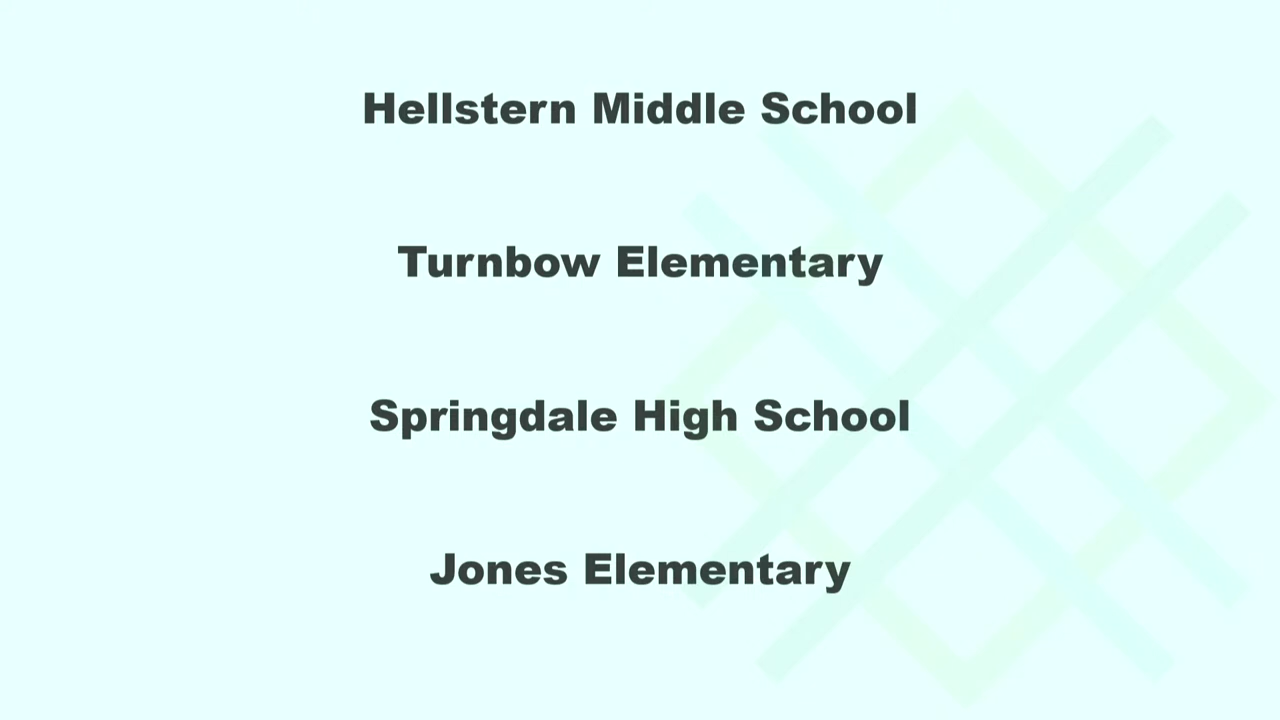 Hellstern Middle School
Turnbow Elementary
Springdale High School
Jones Elementary